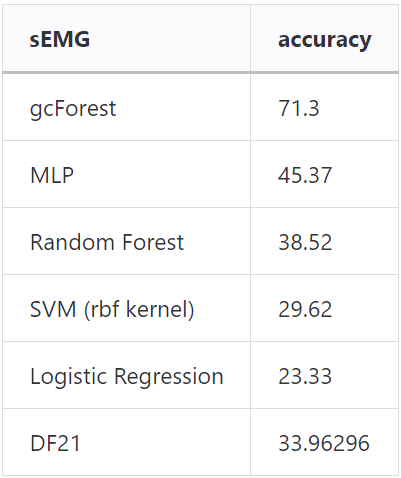 sEMG accuracy
gcForest 71.3
MLP 45.37
Random Forest 38.52
SVM (rbf kernel) 29.62
Logistic Regression 23.33
DF21 33.96296